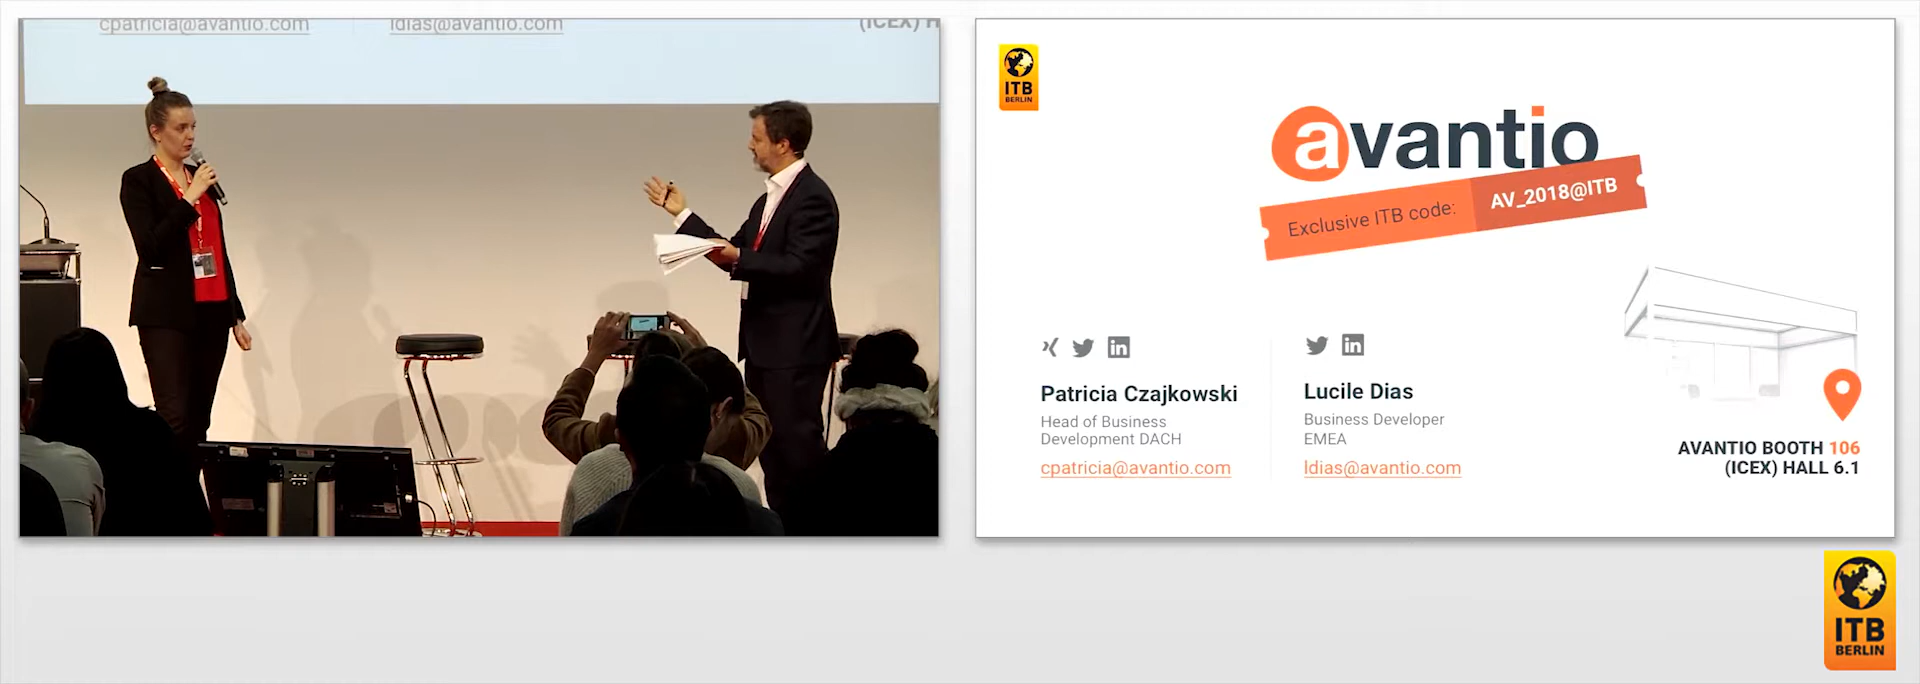 cpatricia@avantio.com
ldias@avantio.com
(ICEX) H
ITB
BERLIN
avantio
Exclusive ITB code:
AV_2018@ITB
in
in
Patricia Czajkowski
Head of Business
Development DACH
cpatricia@avantio.com
Lucile Dias
Business Developer
EMEA
ldias@avantio.com
AVANTIO BOOTH 106
(ICEX) HALL 6.1
ITB
BERLIN